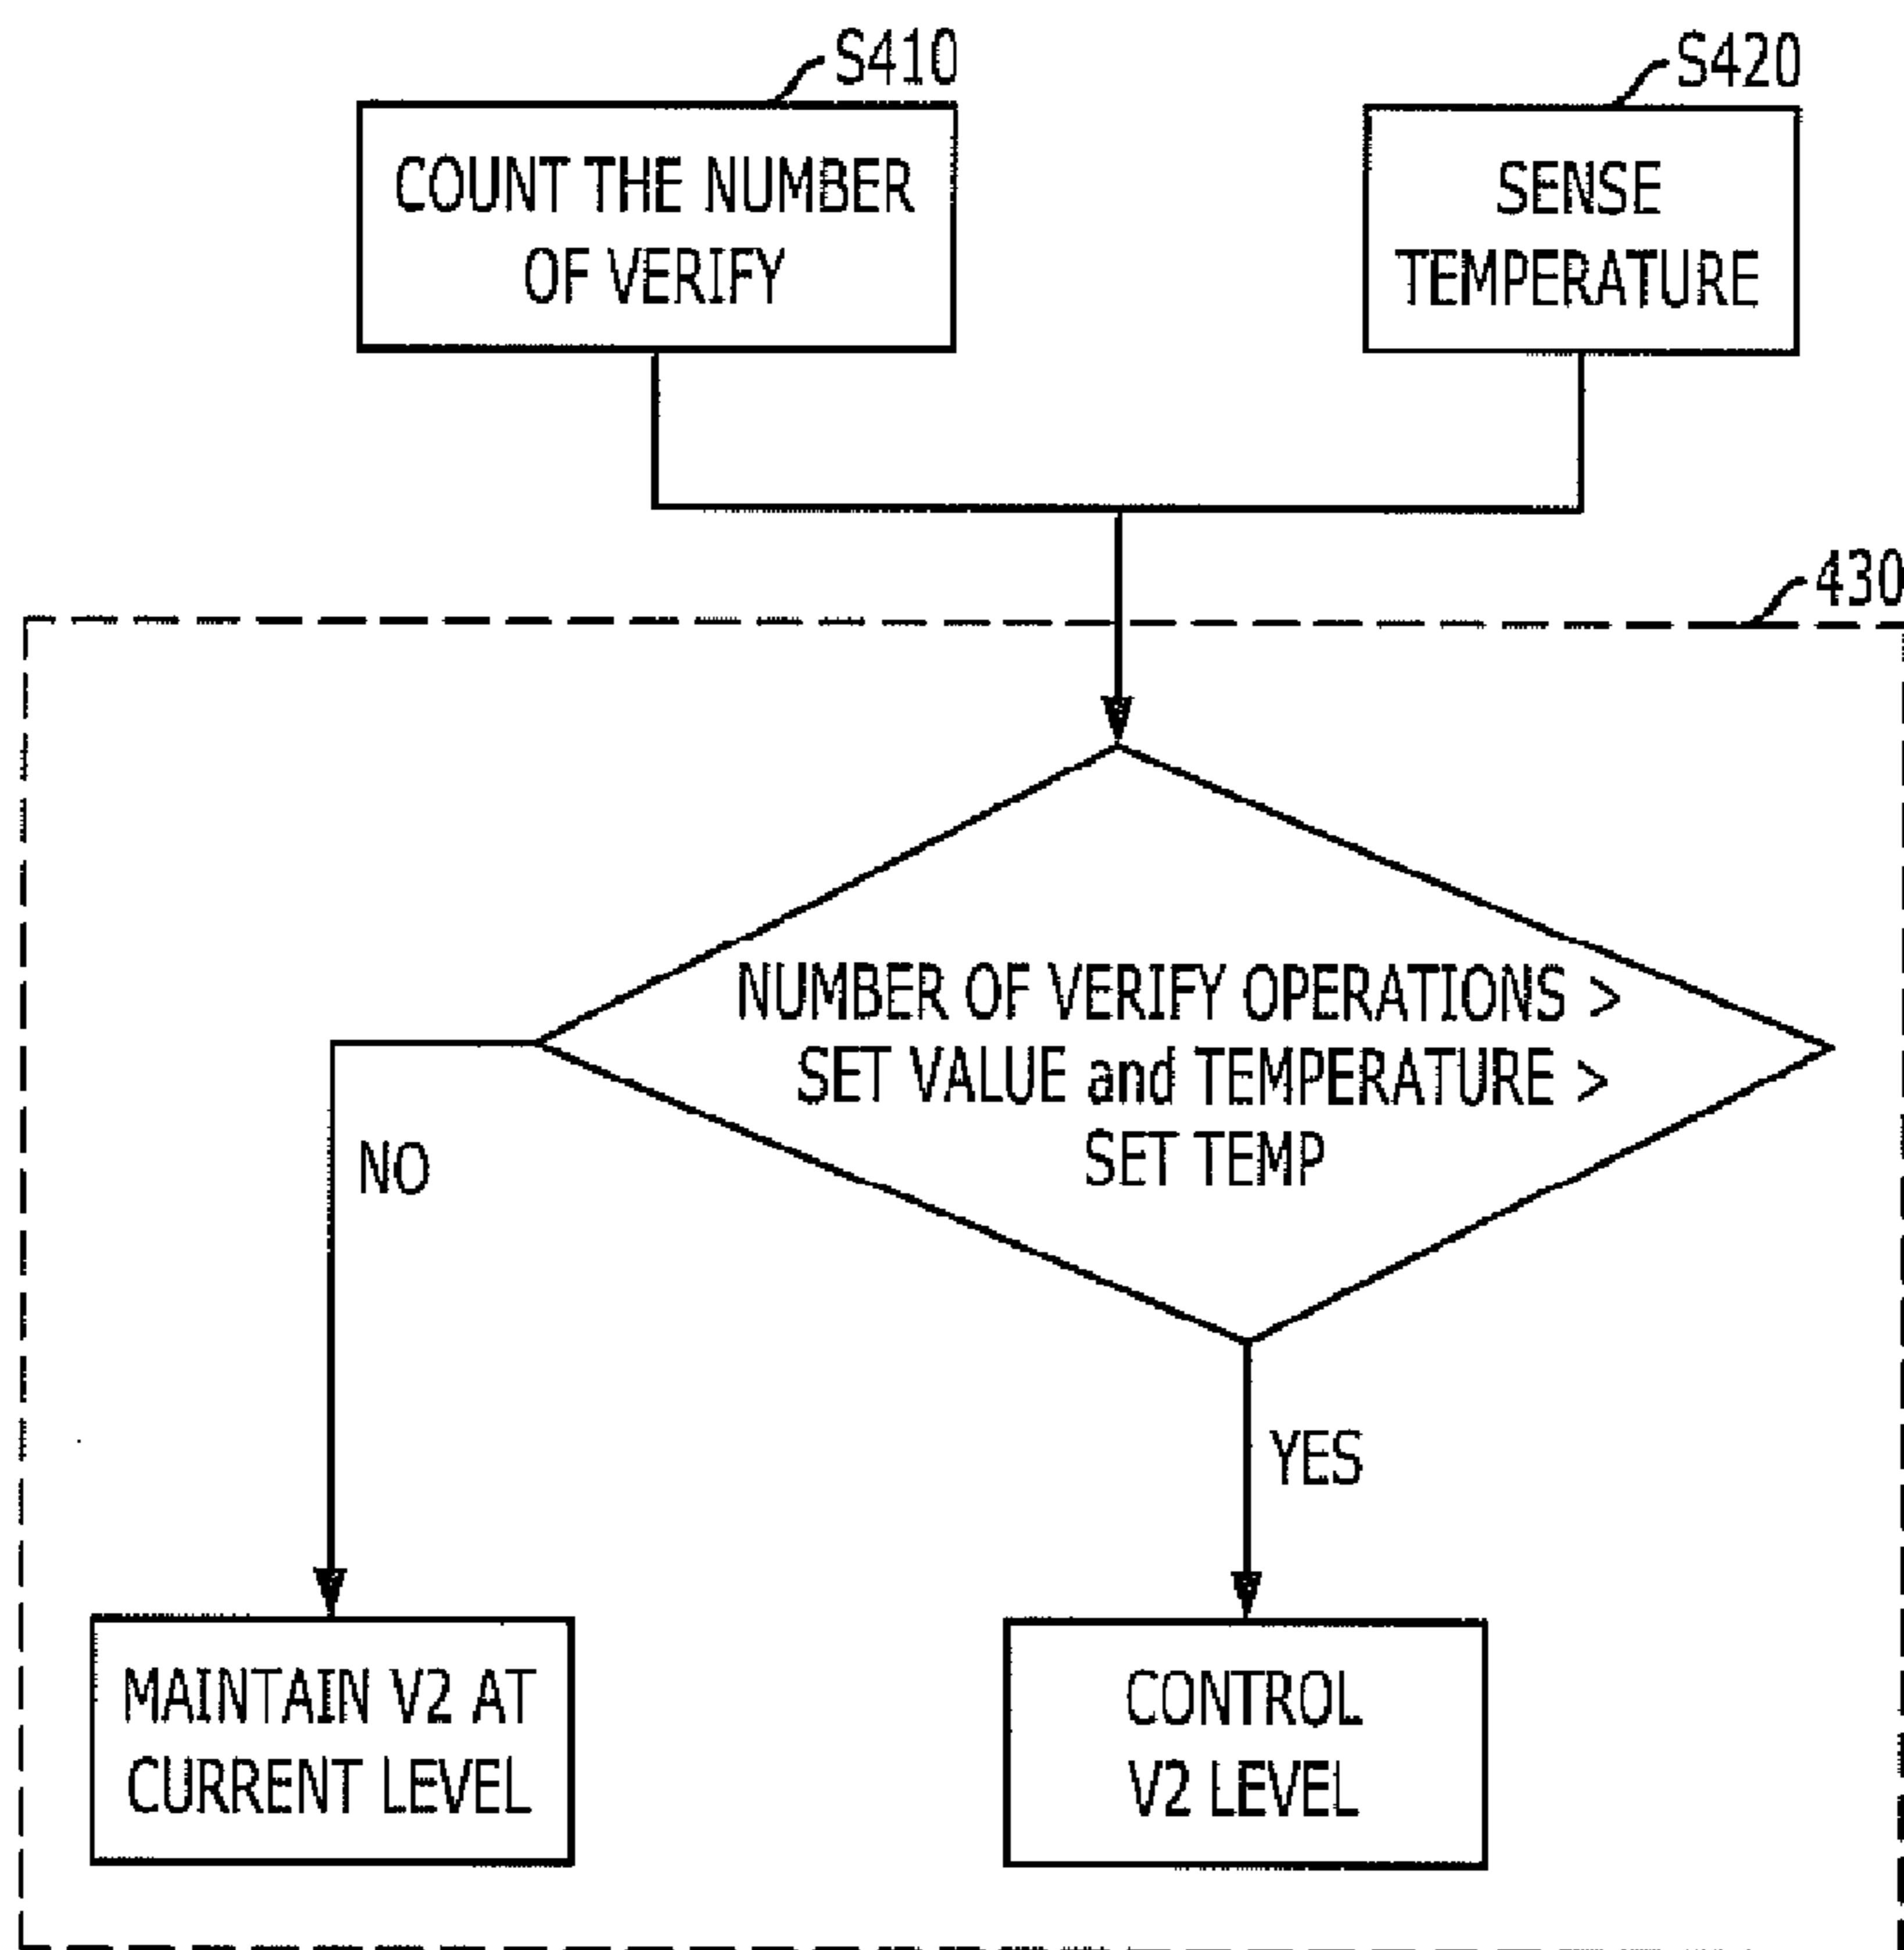 S410
S420
COUNT THE NUMBER
OF VERIFY
SENSE
TEMPERATURE
430
NUMBER OF VERIFY OPERATIONS >
SET VALUE and TEMPERATURE >
SET TEMP
NO
YES
MAINTAIN V2 AT
CURRENT LEVEL
CONTROL
V2 LEVEL